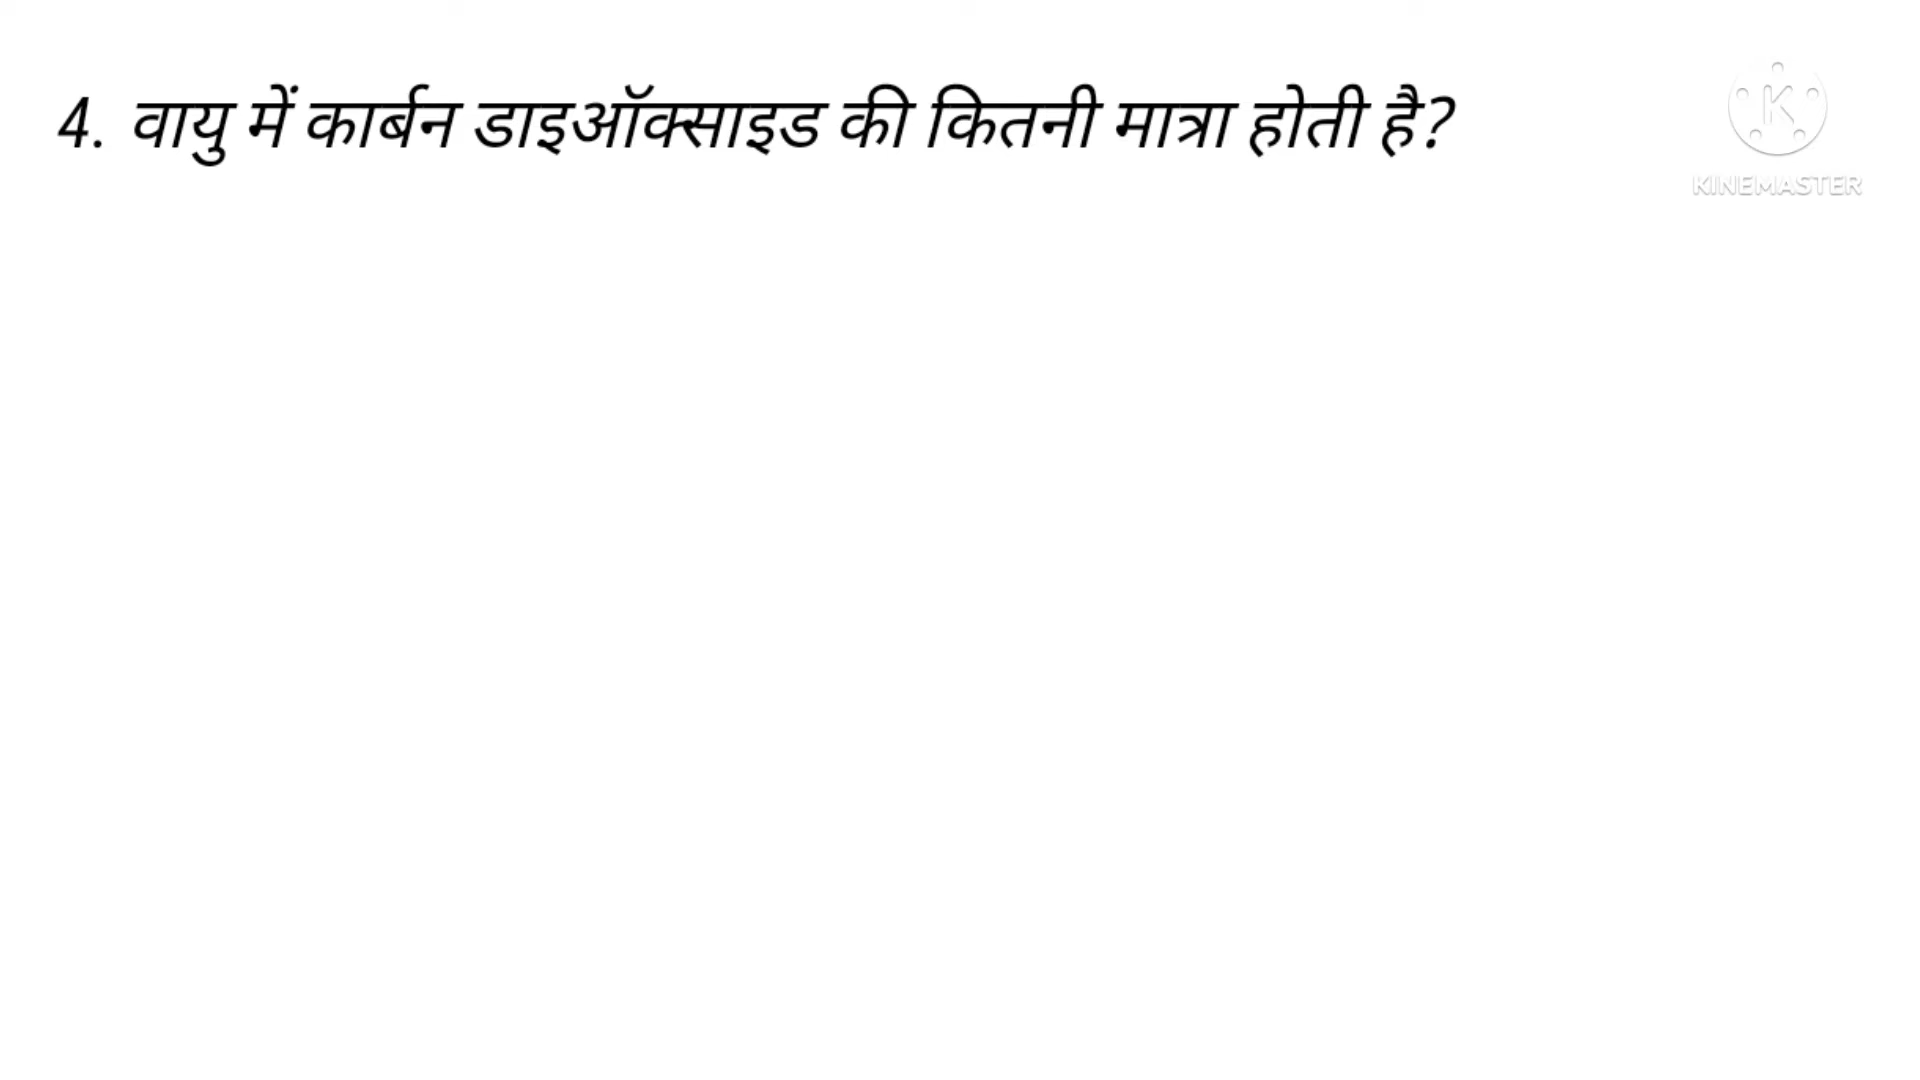 4. वायु में कार्बन डाइऑक्साइड की कितनी मात्रा होती है?
K
KINEMASTER